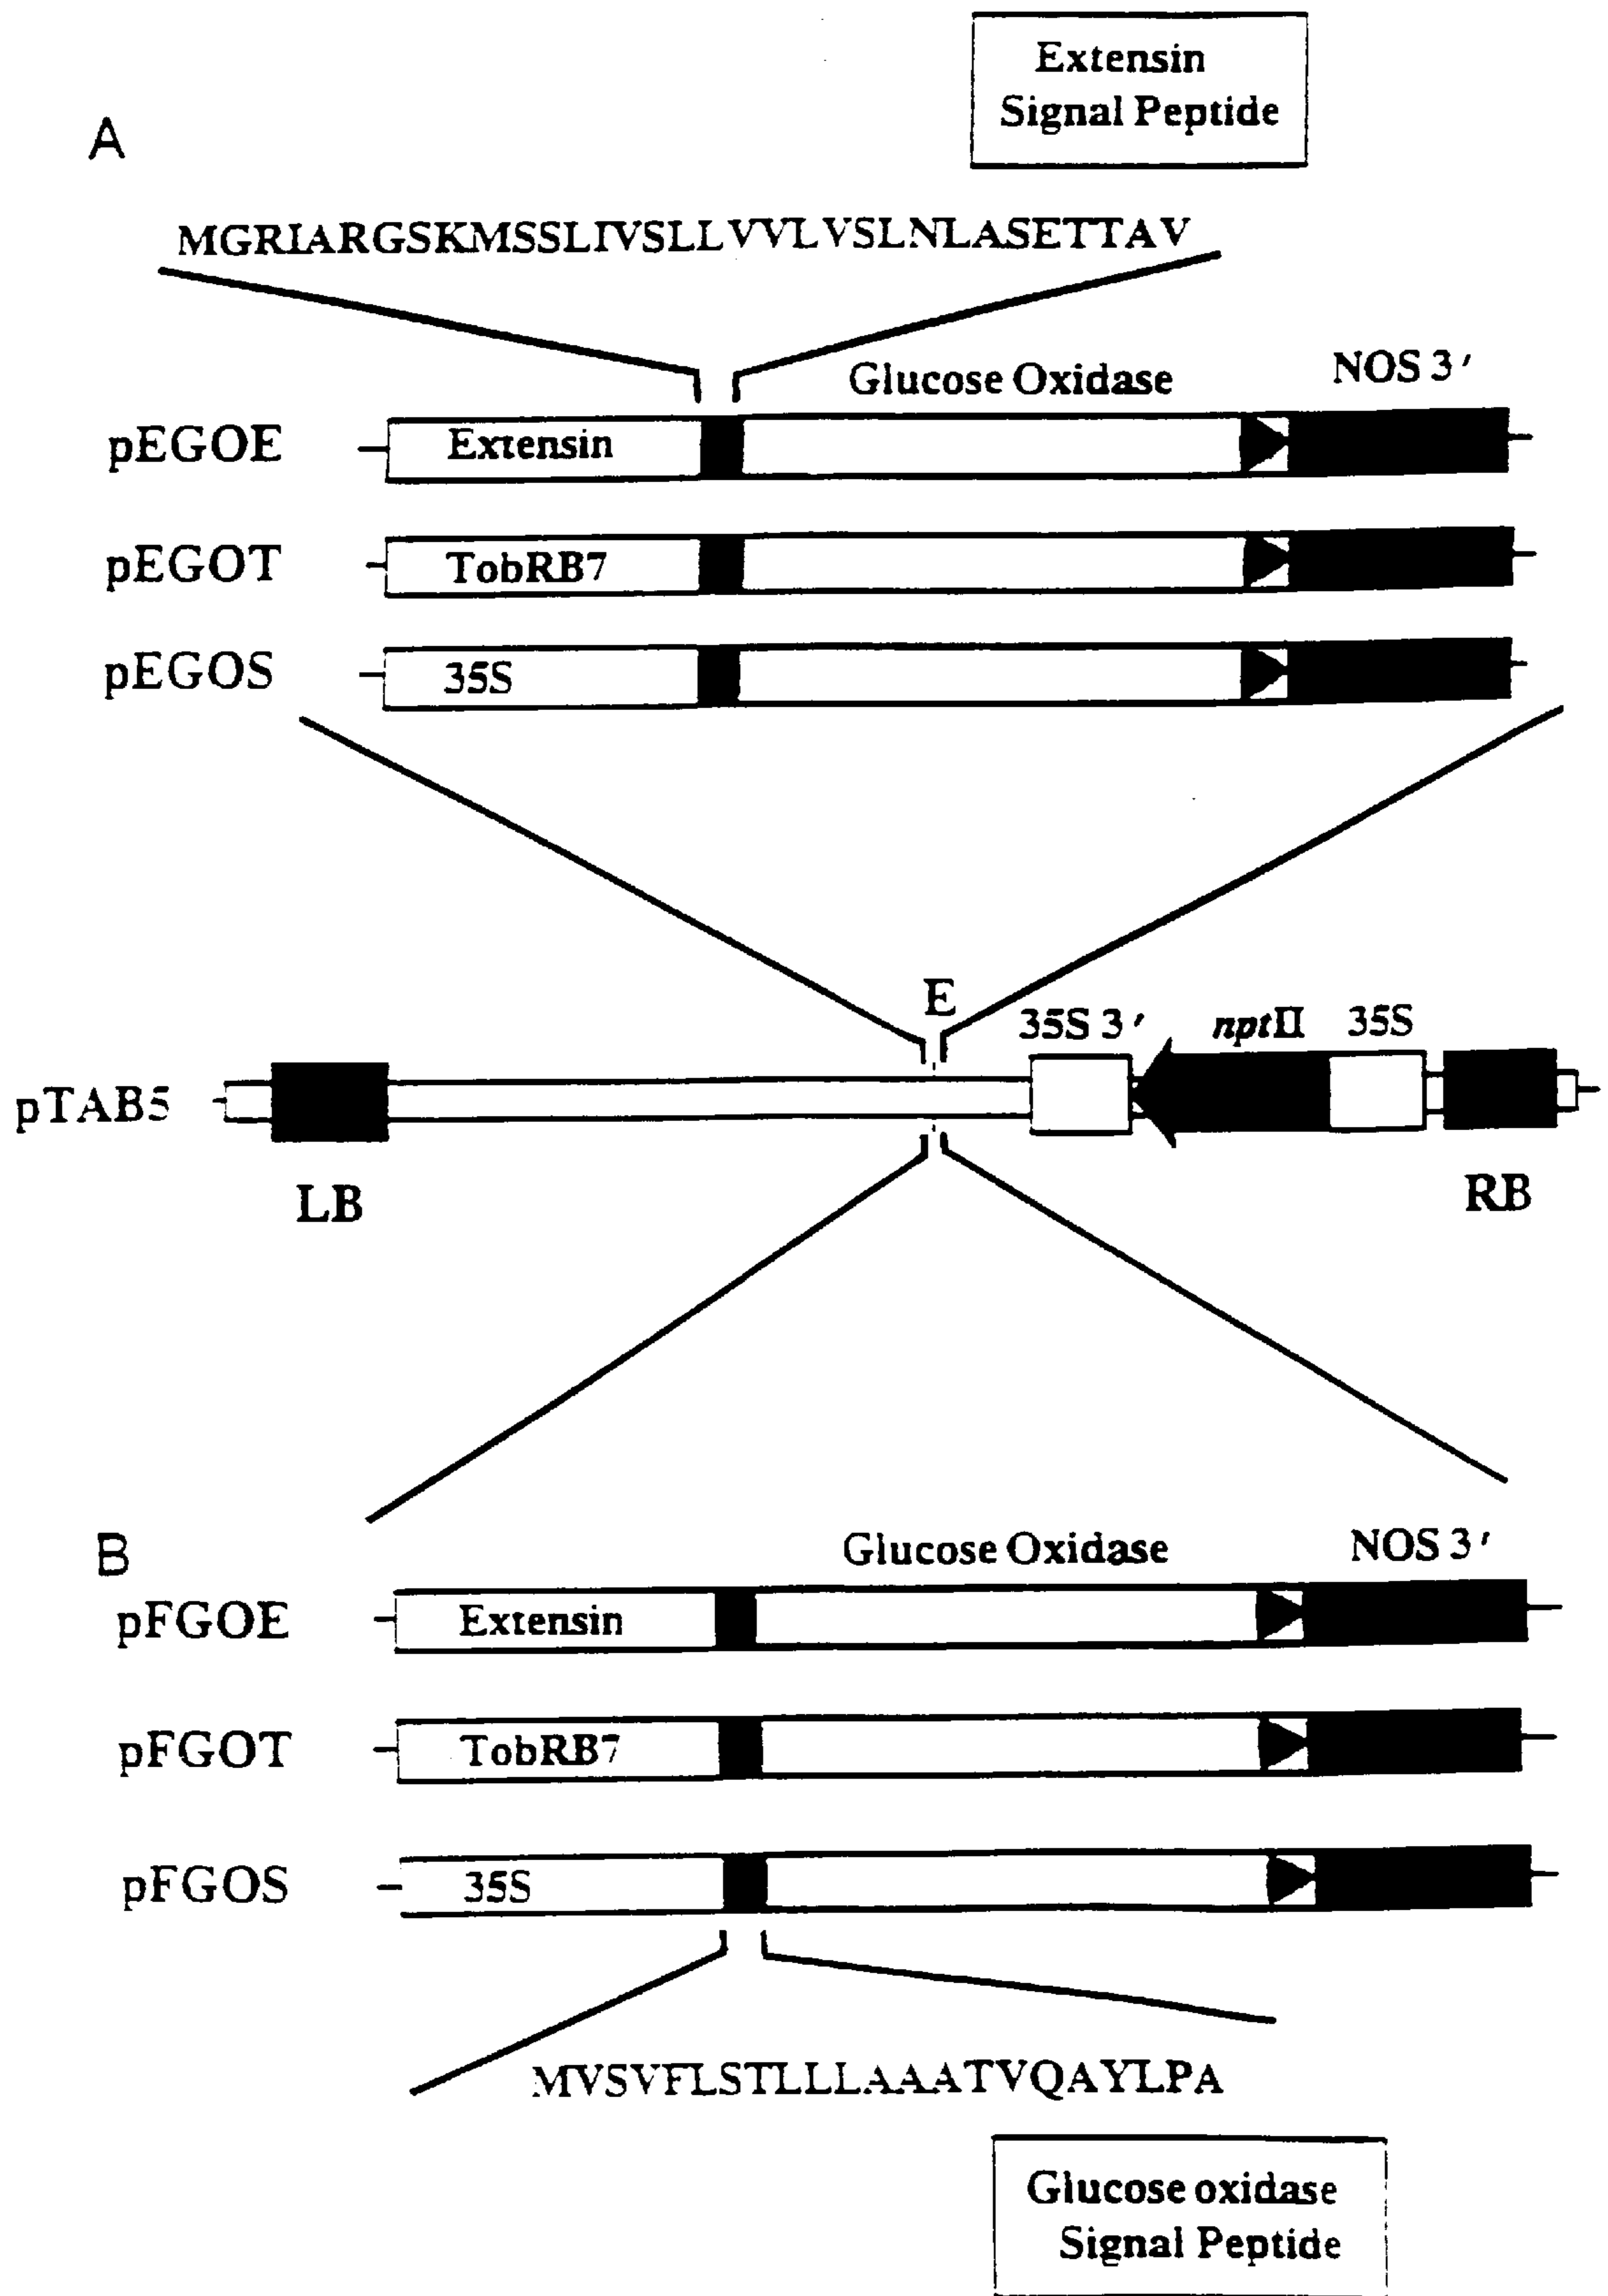 Extensin
Signal Peptide
A
MGRIARGSKMSSLIVSLLVVLVSLNLASETTAV
Glucose Oxidase
NOS 3′
pEGOE
Extensin
pEGOT
TobRB7
pEGOS
35S
E
35S 3′
nptII
35S
pTAB5
LB
RB
B
Glucose Oxidase
NOS 3′
pFGOE
Extensin
pFGOT
TobRB7
pFGOS
35S
MVSVFLSTLLLAAATVQAYLPA
Glucose oxidase
Signal Peptide